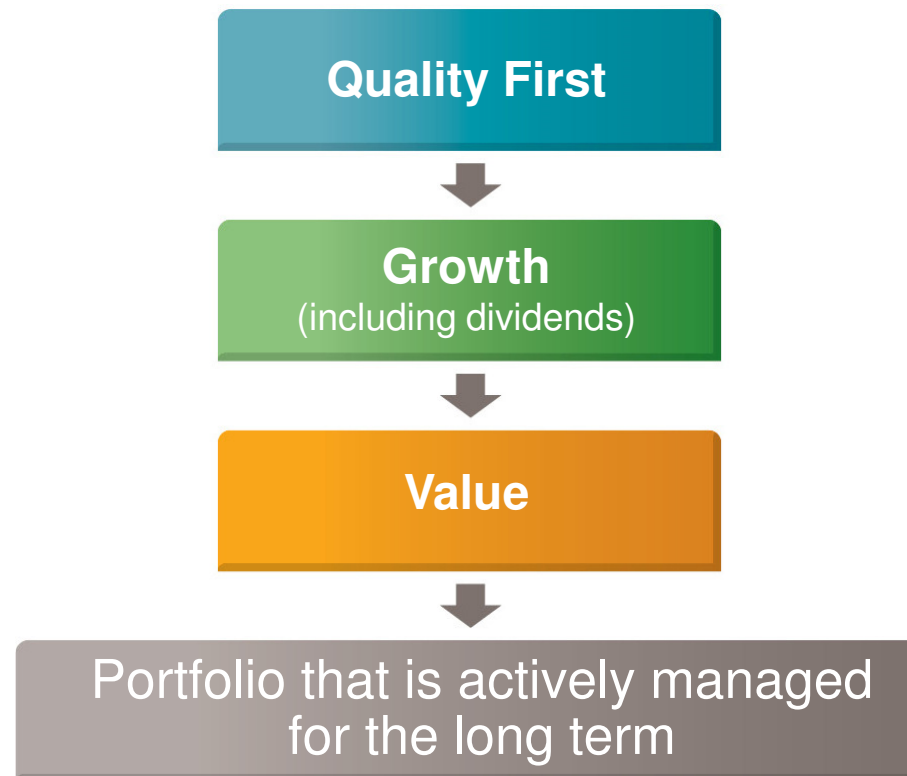 Quality First
Growth
(including dividends)
Value
Portfolio that is actively managed
for the long term